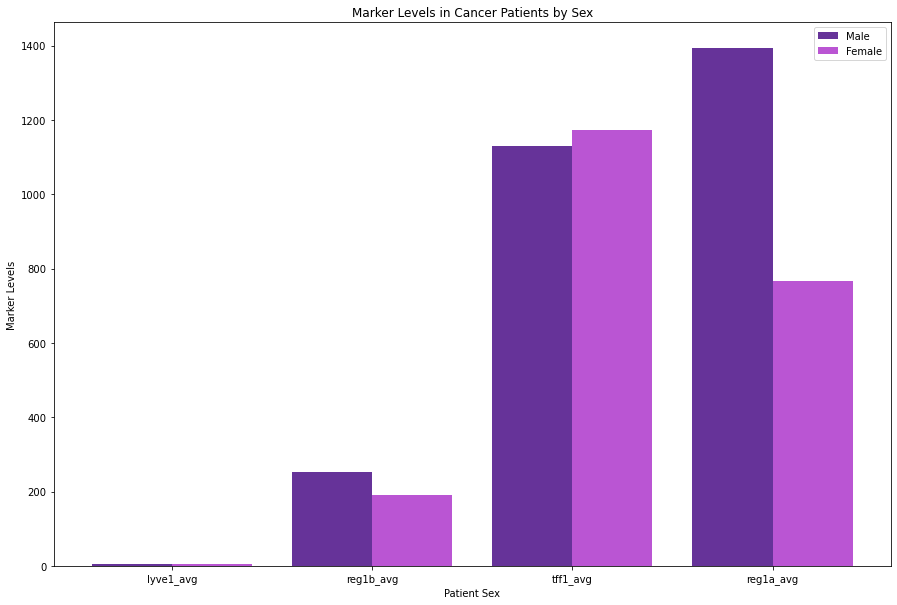 Marker Levels in Cancer Patients by Sex
Male
Female
Marker Levels
1400
1200
1000
800
600
400
200
0
lyve1_avg
reg1b_avg
tff1_avg
reg1a_avg
Patient Sex